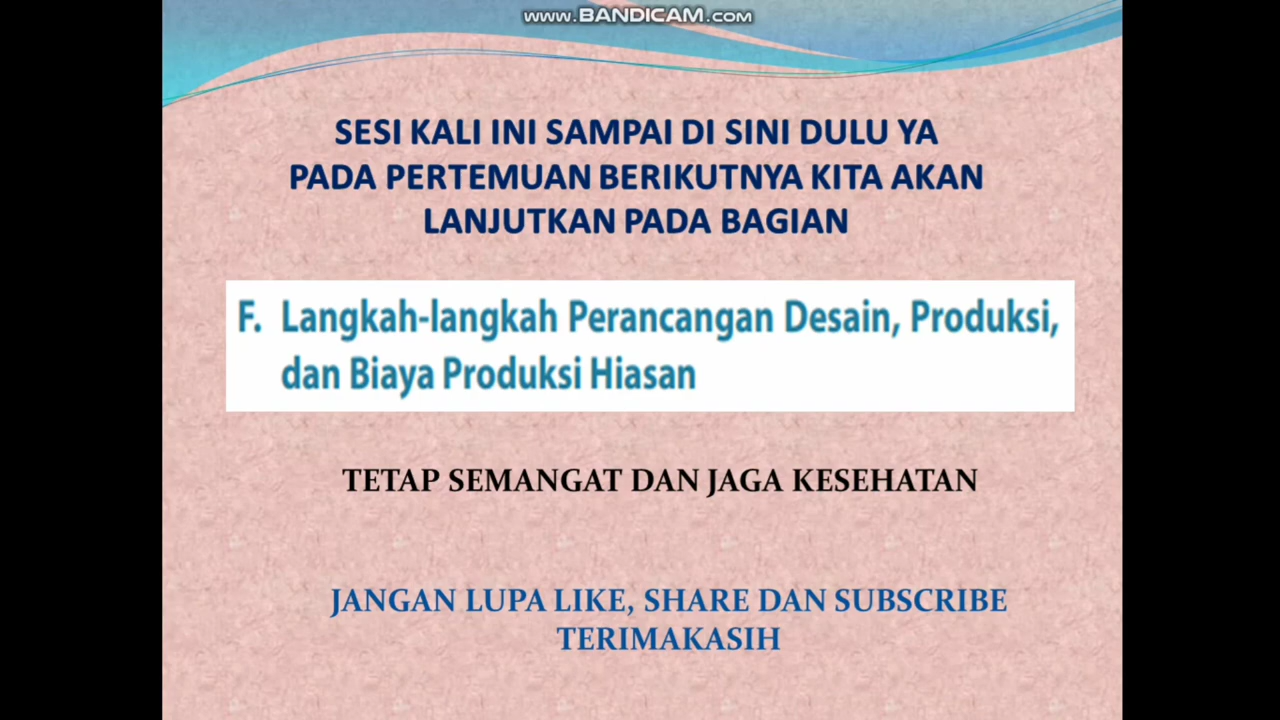 www.BANDICAM.com
SESI KALI INI SAMPAI DI SINI DULU YA
PADA PERTEMUAN BERIKUTNYA KITA AKAN
LANJUTKAN PADA BAGIAN
F. Langkah-langkah Perancangan Desain, Produksi,
dan Biaya Produksi Hiasan
TETAP SEMANGAT DAN JAGA KESEHATAN
JANGAN LUPA LIKE, SHARE DAN SUBSCRIBE
TERIMAKASIH